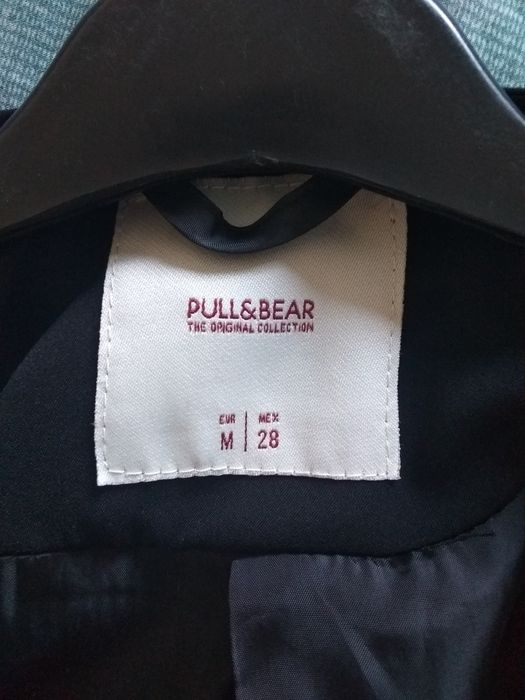 PULL&BEAR
THE ORIGINAL COLLECTION
EUR MEX
M 28